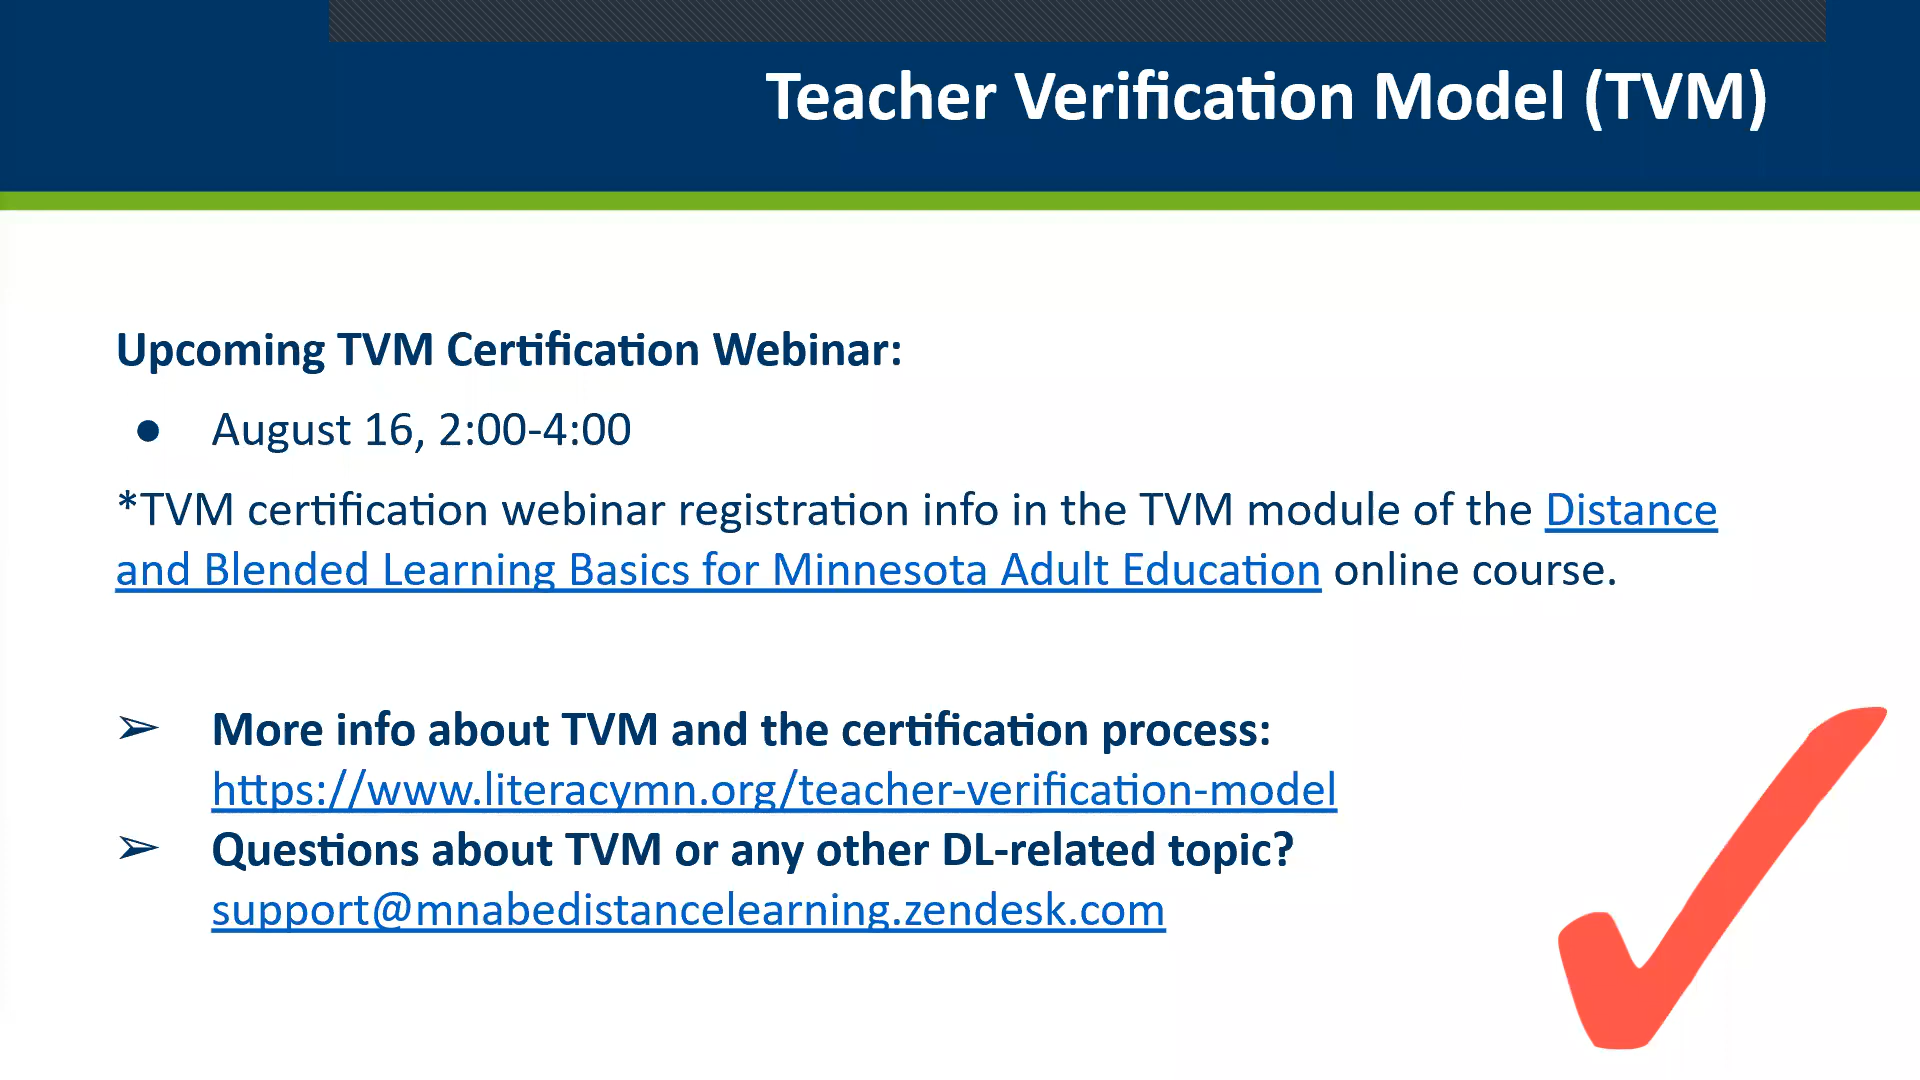 Teacher Verification Model (TVM)
Upcoming TVM Certification Webinar:
● August 16, 2:00-4:00
*TVM certification webinar registration info in the TVM module of the Distance
and Blended Learning Basics for Minnesota Adult Education online course.
➢ More info about TVM and the certification process:
https://www.literacymn.org/teacher-verification-model
➢ Questions about TVM or any other DL-related topic?
support@mnabedistancelearning.zendesk.com